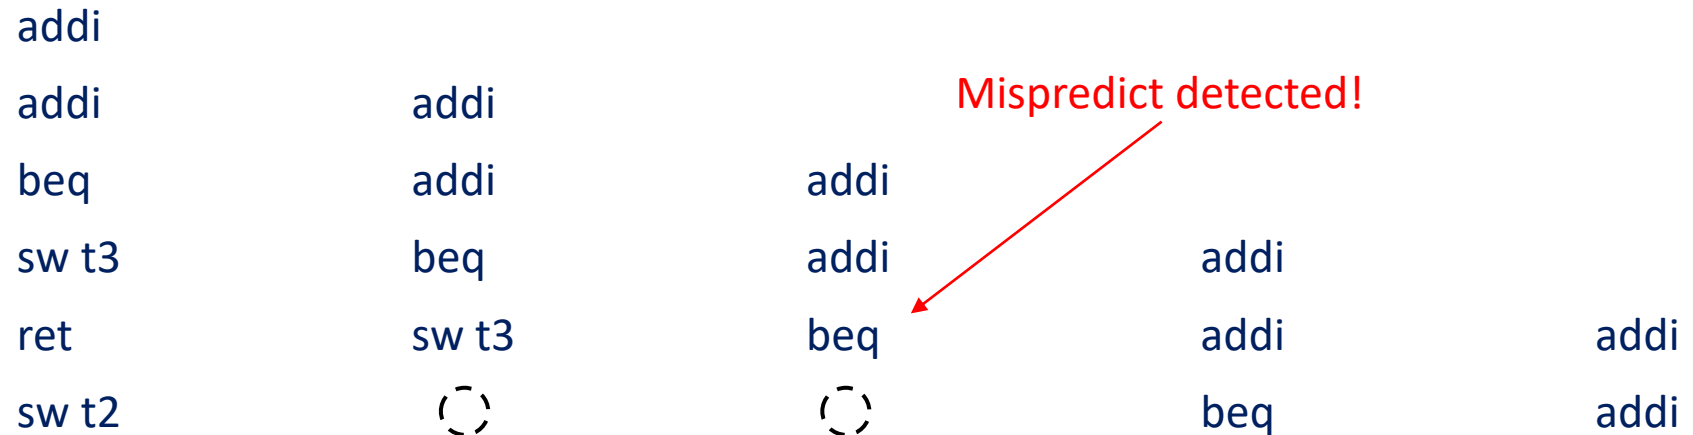 addi
addi addi Mispredict detected!
beq addi addi
sw t3 beq addi addi
ret sw t3 beq addi addi
sw t2 beq addi